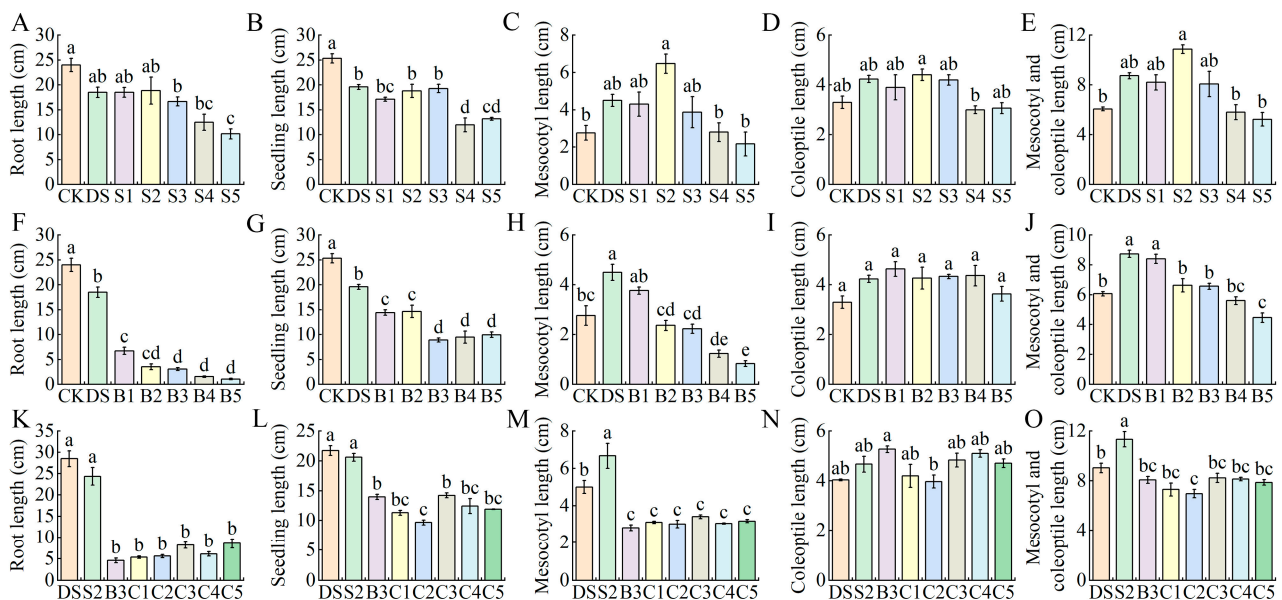 A
Root length (cm)
30
25
20
15
10
5
0
a ab ab ab b bc c
CK DS S1 S2 S3 S4 S5
B
Seedling length (cm)
30
25
20
15
10
5
0
a b bc b b d cd
CK DS S1 S2 S3 S4 S5
C
Mesocotyl length (cm)
8
6
4
2
0
b ab ab a ab b b
CK DS S1 S2 S3 S4 S5
D
Coleoptile length (cm)
6
4
2
0
ab ab ab a ab b ab
CK DS S1 S2 S3 S4 S5
E
Mesocotyl and
coleoptile length (cm)
12
9
6
3
0
b ab ab a ab b b
CK DS S1 S2 S3 S4 S5
F
Root length (cm)
30
25
20
15
10
5
0
a b c cd d d d
CK DS B1 B2 B3 B4 B5
G
Seedling length (cm)
30
25
20
15
10
5
0
a b c c d d d
CK DS B1 B2 B3 B4 B5
H
Mesocotyl length (cm)
6
4
2
0
bc a ab cd cd de e
CK DS B1 B2 B3 B4 B5
I
Coleoptile length (cm)
6
4
2
0
a a a a a a a
CK DS B1 B2 B3 B4 B5
J
Mesocotyl and
coleoptile length (cm)
10
8
6
4
2
0
b a a b b bc c
CK DS B1 B2 B3 B4 B5
K
Root length (cm)
35
30
25
20
15
10
5
0
a a b b b b b b
DS S2 B3 C1 C2 C3 C4 C5
L
Seedling length (cm)
25
20
15
10
5
0
a a b bc c b bc bc
DS S2 B3 C1 C2 C3 C4 C5
M
Mesocotyl length (cm)
8
6
4
2
0
b a c c c c c c
DS S2 B3 C1 C2 C3 C4 C5
N
Coleoptile length (cm)
6
4
2
0
ab ab a ab b ab ab ab
DS S2 B3 C1 C2 C3 C4 C5
O
Mesocotyl and
coleoptile length (cm)
12
9
6
3
0
b a bc bc c bc bc bc
DS S2 B3 C1 C2 C3 C4 C5